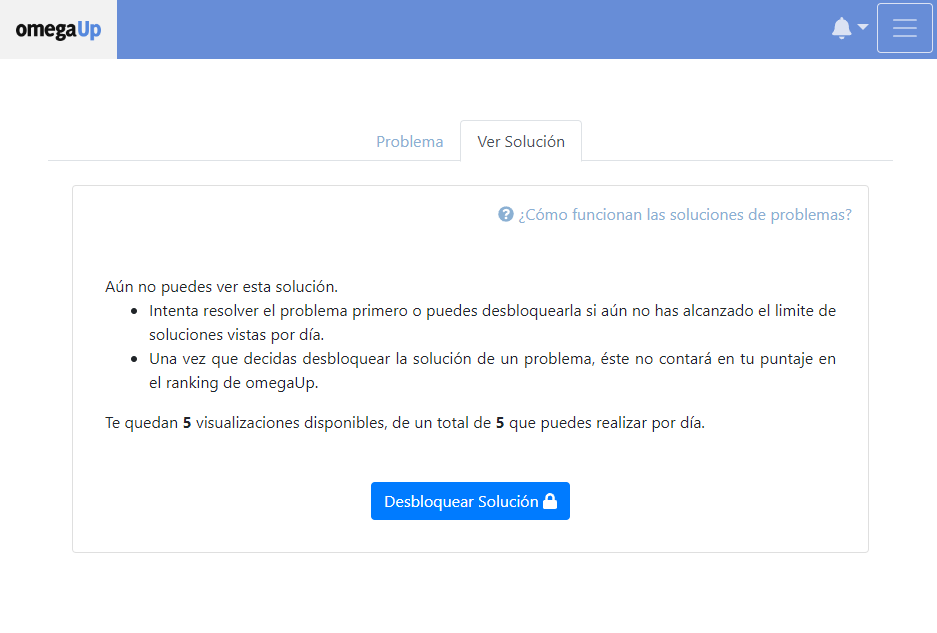 omegaUp
Problema
Ver Solución
¿Cómo funcionan las soluciones de problemas?
Aún no puedes ver esta solución.
Intenta resolver el problema primero o puedes desbloquearla si aún no has alcanzado el limite de
soluciones vistas por día.
Una vez que decidas desbloquear la solución de un problema, éste no contará en tu puntaje en
el ranking de omegaUp.
Te quedan 5 visualizaciones disponibles, de un total de 5 que puedes realizar por día.
Desbloquear Solución